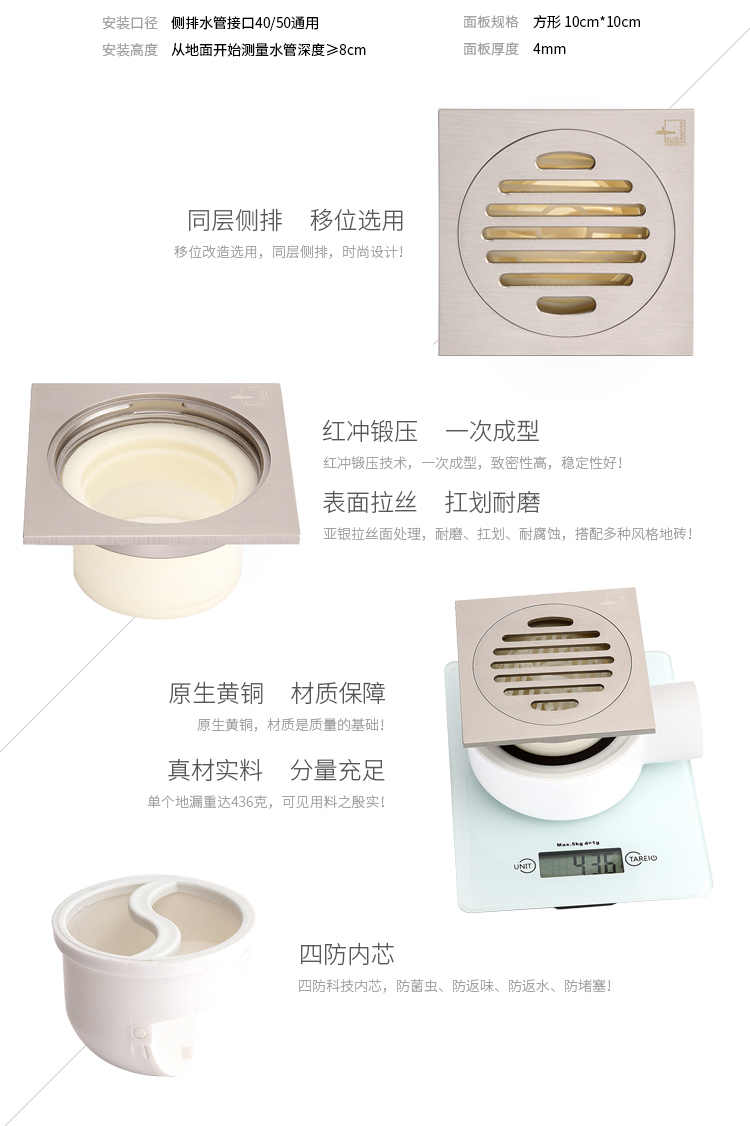 安装口径 侧排水管接口40/50通用
面板规格 方形 10cm*10cm
安装高度 从地面开始测量水管深度≥8cm
面板厚度 4mm
同层侧排 移位选用
移位改造选用，同层侧排，时尚设计！
红冲锻压 一次成型
红冲锻压技术，一次成型，致密性高，稳定性好！
表面拉丝 扛划耐磨
亚银拉丝面处理，耐磨、扛划、耐腐蚀，搭配多种风格地砖！
原生黄铜 材质保障
原生黄铜，材质是质量的基础！
真材实料 分量充足
单个地漏重达436克，可见用料之殷实！
Max.5kg d=1g
UNIT
436
TARE/⏻
四防内芯
四防科技内芯，防菌虫、防返味、防返水、防堵塞！